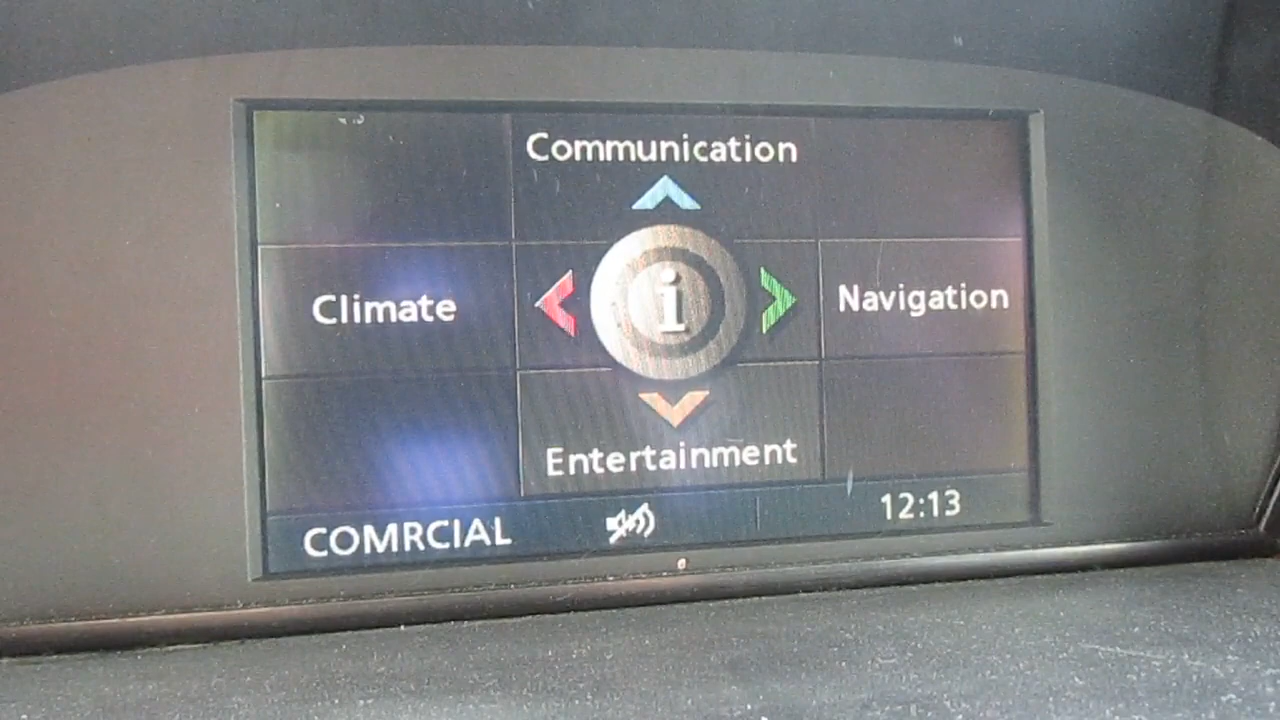 Communication
Climate
i
Navigation
Entertainment
COMRCIAL
12:13